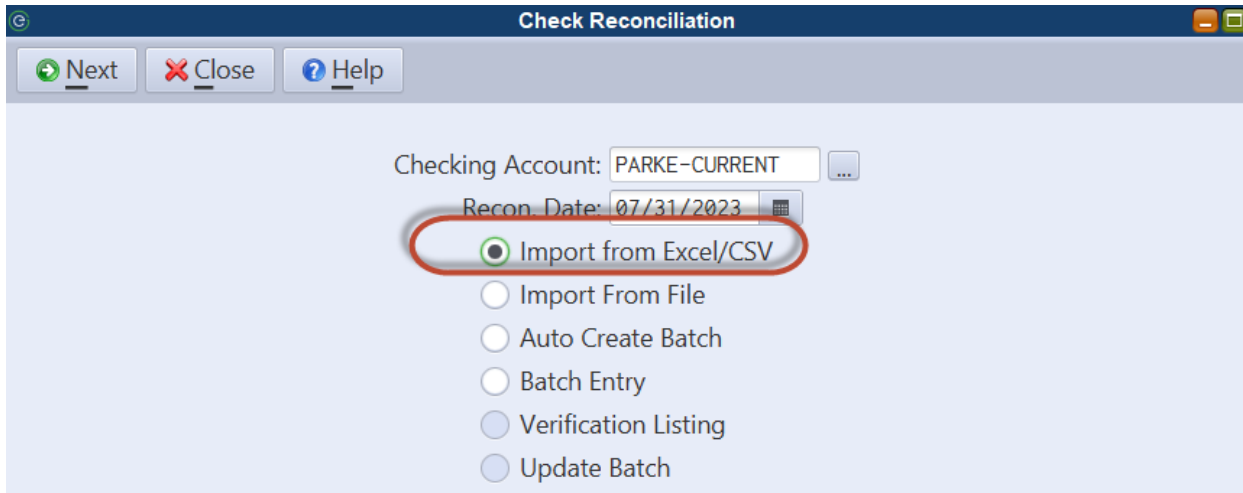 Check Reconciliation
Next Close Help
Checking Account: PARKE-CURRENT ...
Recon. Date: 07/31/2023
Import from Excel/CSV
Import From File
Auto Create Batch
Batch Entry
Verification Listing
Update Batch